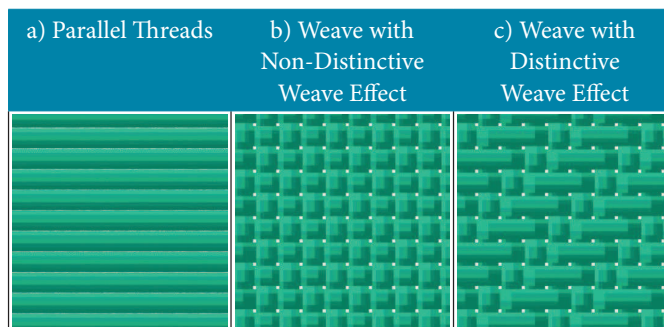 a) Parallel Threads
b) Weave with
Non-Distinctive
Weave Effect
c) Weave with
Distinctive
Weave Effect